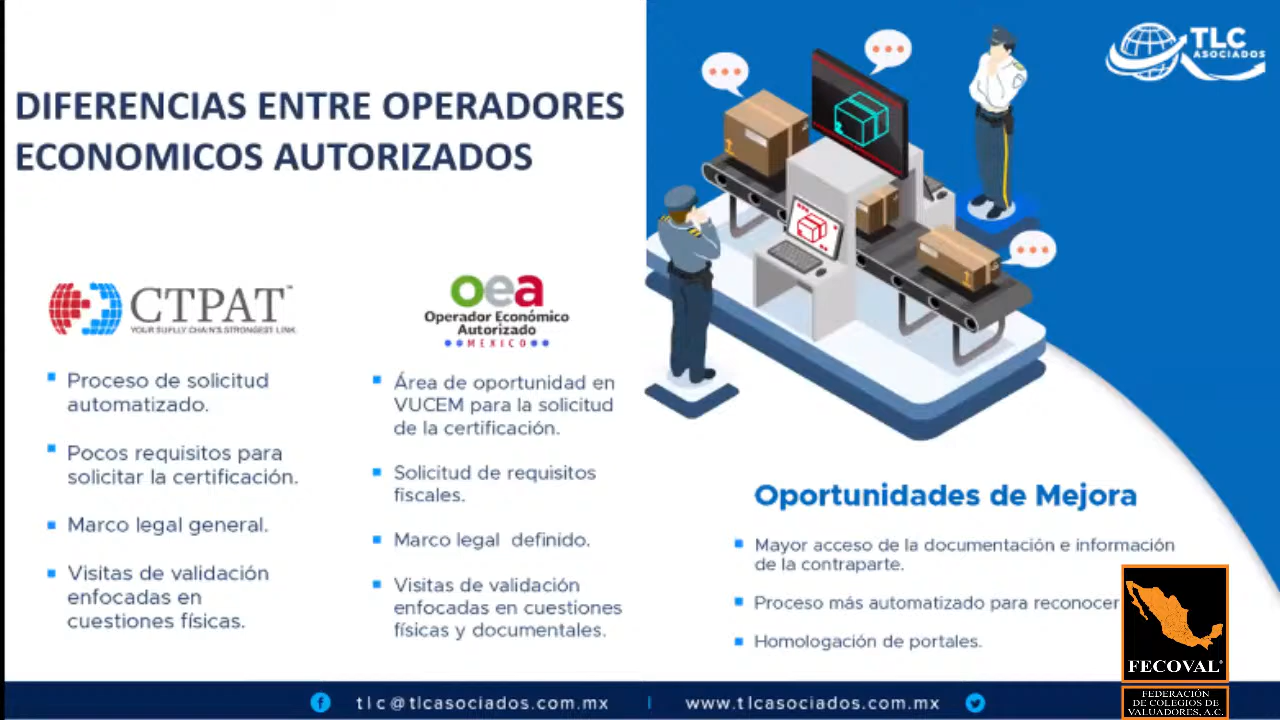 DIFERENCIAS ENTRE OPERADORES
ECONOMICOS AUTORIZADOS
CTPAT™
YOUR SUPPLY CHAIN'S STRONGEST LINK.
▪ Proceso de solicitud
automatizado.
▪ Pocos requisitos para
solicitar la certificación.
▪ Marco legal general.
▪ Visitas de validación
enfocadas en
cuestiones físicas.
oea
Operador Económico
Autorizado
MEXICO
▪ Área de oportunidad en
VUCEM para la solicitud
de la certificación.
▪ Solicitud de requisitos
fiscales.
▪ Marco legal definido.
▪ Visitas de validación
enfocadas en cuestiones
físicas y documentales.
TLC
ASOCIADOS
Oportunidades de Mejora
▪ Mayor acceso de la documentación e información
de la contraparte.
▪ Proceso más automatizado para reconocer
▪ Homologación de portales.
FECOVAL®
FEDERACIÓN
DE COLEGIOS DE
VALUADORES, A.C.
tlc@tlcasociados.com.mx | www.tlcasociados.com.mx